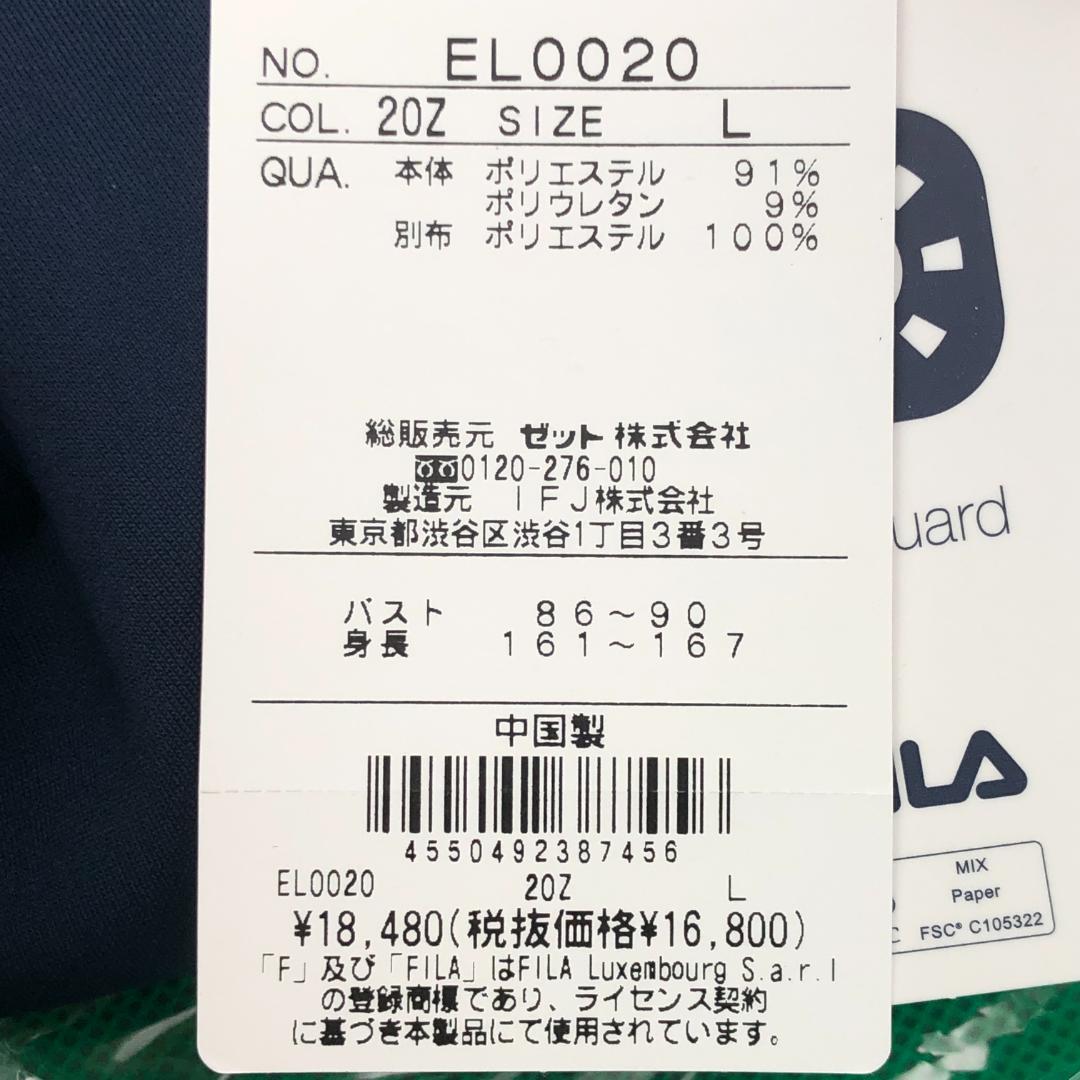 NO. EL0020
COL. 20Z SIZE L
QUA. 本体 ポリエステル 91%
ポリウレタン 9%
別布 ポリエステル 100%
総販売元 ゼット株式会社
0120-276-010
製造元 IFJ株式会社
東京都渋谷区渋谷1丁目3番3号
バスト 86~90
身長 161~167
中国製
4550492387456
EL0020 20Z L
¥18,480(税抜価格¥16,800)
「F」及び「FILA」はFILA Luxembourg S.a.r.l
の登録商標であり、ライセンス契約
に基づき本製品にて使用されています。
uard
ILA
MIX
Paper
FSC® C105322